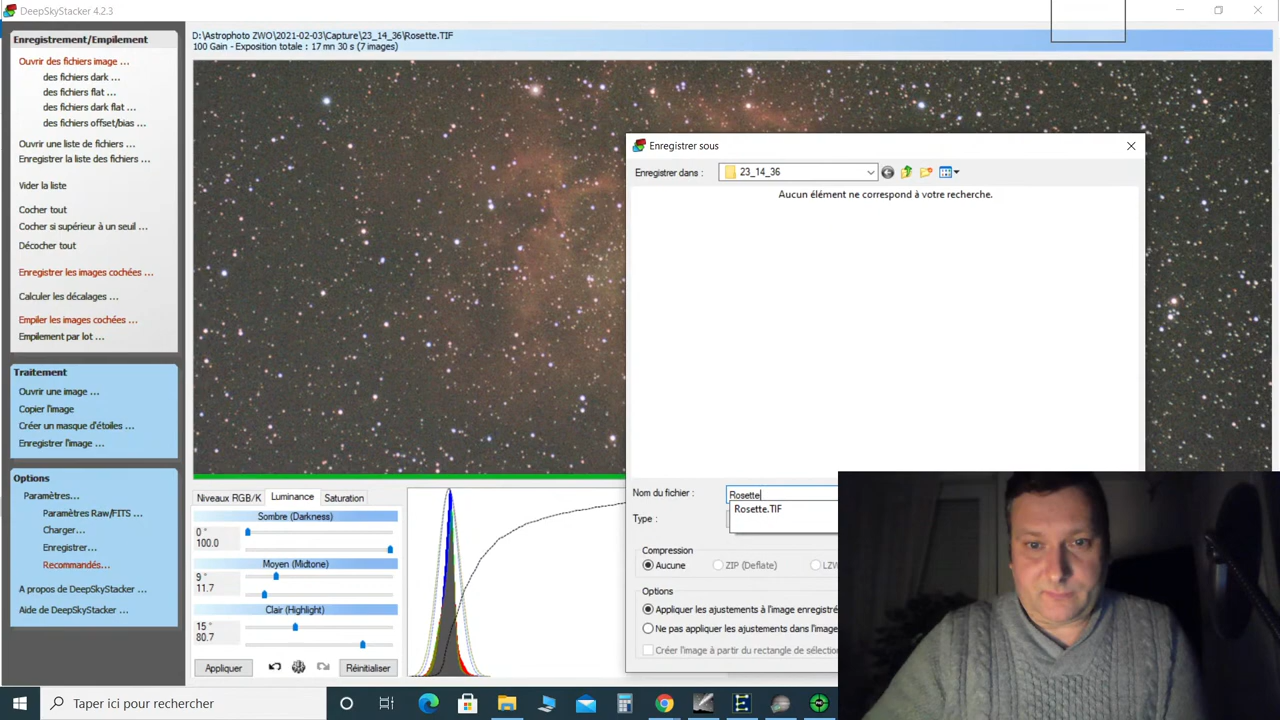 DeepSkyStacker 4.2.3
Enregistrement/Empilement
Ouvrir des fichiers image ...
des fichiers dark ...
des fichiers flat ...
des fichiers dark flat ...
des fichiers offset/bias ...
Ouvrir une liste de fichiers ...
Enregistrer la liste des fichiers ...
Vider la liste
Cocher tout
Cocher si supérieur à un seuil ...
Décocher tout
Enregistrer les images cochées ...
Calculer les décalages ...
Empiler les images cochées ...
Empilement par lot ...
Traitement
Ouvrir une image ...
Copier l'image
Créer un masque d'étoiles ...
Enregistrer l'image ...
Options
Paramètres...
Paramètres Raw/FITS ...
Charger...
Enregistrer...
Recommandés...
A propos de DeepSkyStacker ...
Aide de DeepSkyStacker ...
D:\Astrophoto ZWO\2021-02-03\Capture\23_14_36\Rosette.TIF
100 Gain - Exposition totale : 17 mn 30 s (7 images)
Enregistrer sous
Enregistrer dans :
23_14_36
Aucun élément ne correspond à votre recherche.
Nom du fichier :
Rosette
Rosette.TIF
Type :
Compression
Aucune
ZIP (Deflate)
LZW
Options
Appliquer les ajustements à l'image enregistré
Ne pas appliquer les ajustements dans l'image
Créer l'image à partir du rectangle de sélectio
Niveaux RGB/K
Luminance
Saturation
Sombre (Darkness)
0 °
100.0
Moyen (Midtone)
9 °
11.7
Clair (Highlight)
15 °
80.7
Appliquer
Réinitialiser
Taper ici pour rechercher